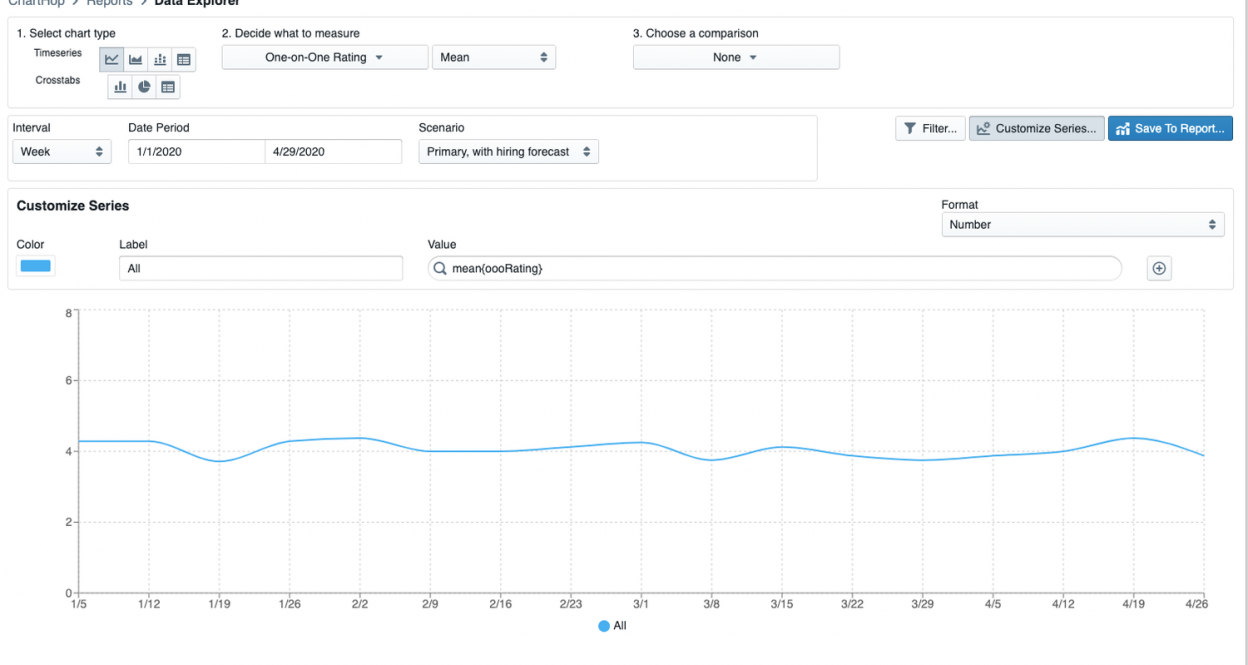 ChartHop > Reports > Data Explorer
1. Select chart type
2. Decide what to measure
3. Choose a comparison
Timeseries
One-on-One Rating
Mean
None
Crosstabs
Interval
Date Period
Scenario
Filter...
Customize Series...
Save To Report...
Week
1/1/2020
4/29/2020
Primary, with hiring forecast
Customize Series
Format
Number
Color
Label
Value
All
mean{oooRating}
8
6
4
2
0
1/5 1/12 1/19 1/26 2/2 2/9 2/16 2/23 3/1 3/8 3/15 3/22 3/29 4/5 4/12 4/19 4/26
All